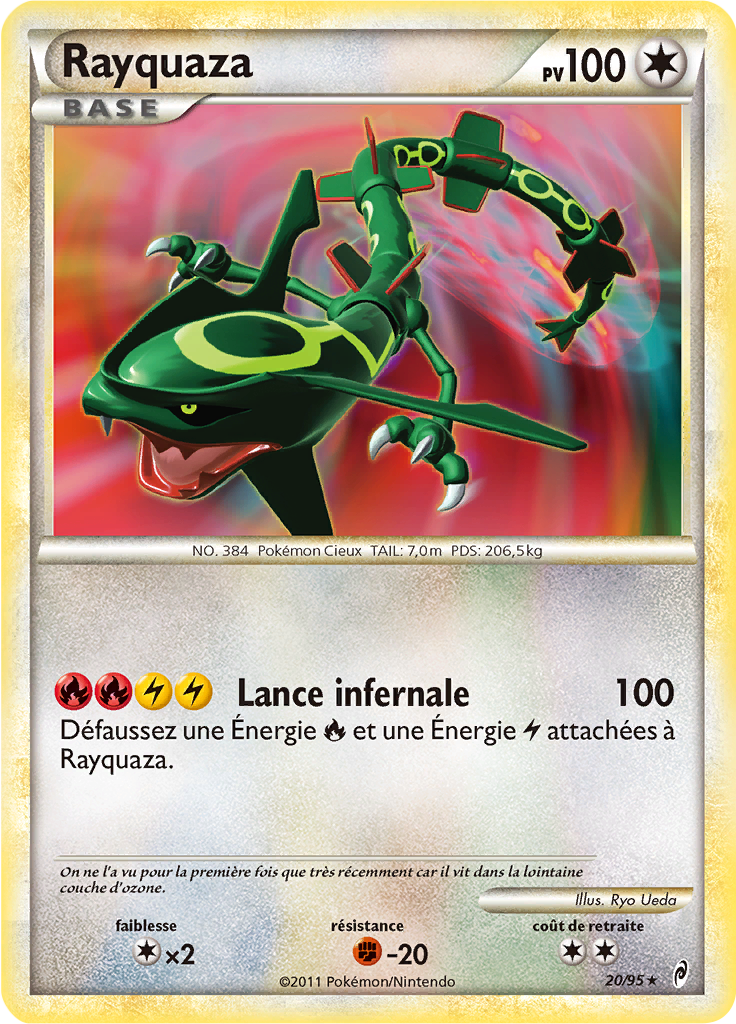 Rayquaza
PV 100
BASE
NO. 384 Pokémon Cieux TAIL: 7,0m PDS: 206,5kg
Lance infernale 100
Défaussez une Énergie et une Énergie attachées à
Rayquaza.
On ne l'a vu pour la première fois que très récemment car il vit dans la lointaine
couche d'ozone.
Illus. Ryo Ueda
faiblesse résistance coût de retraite
×2 -20
©2011 Pokémon/Nintendo 20/95 ★